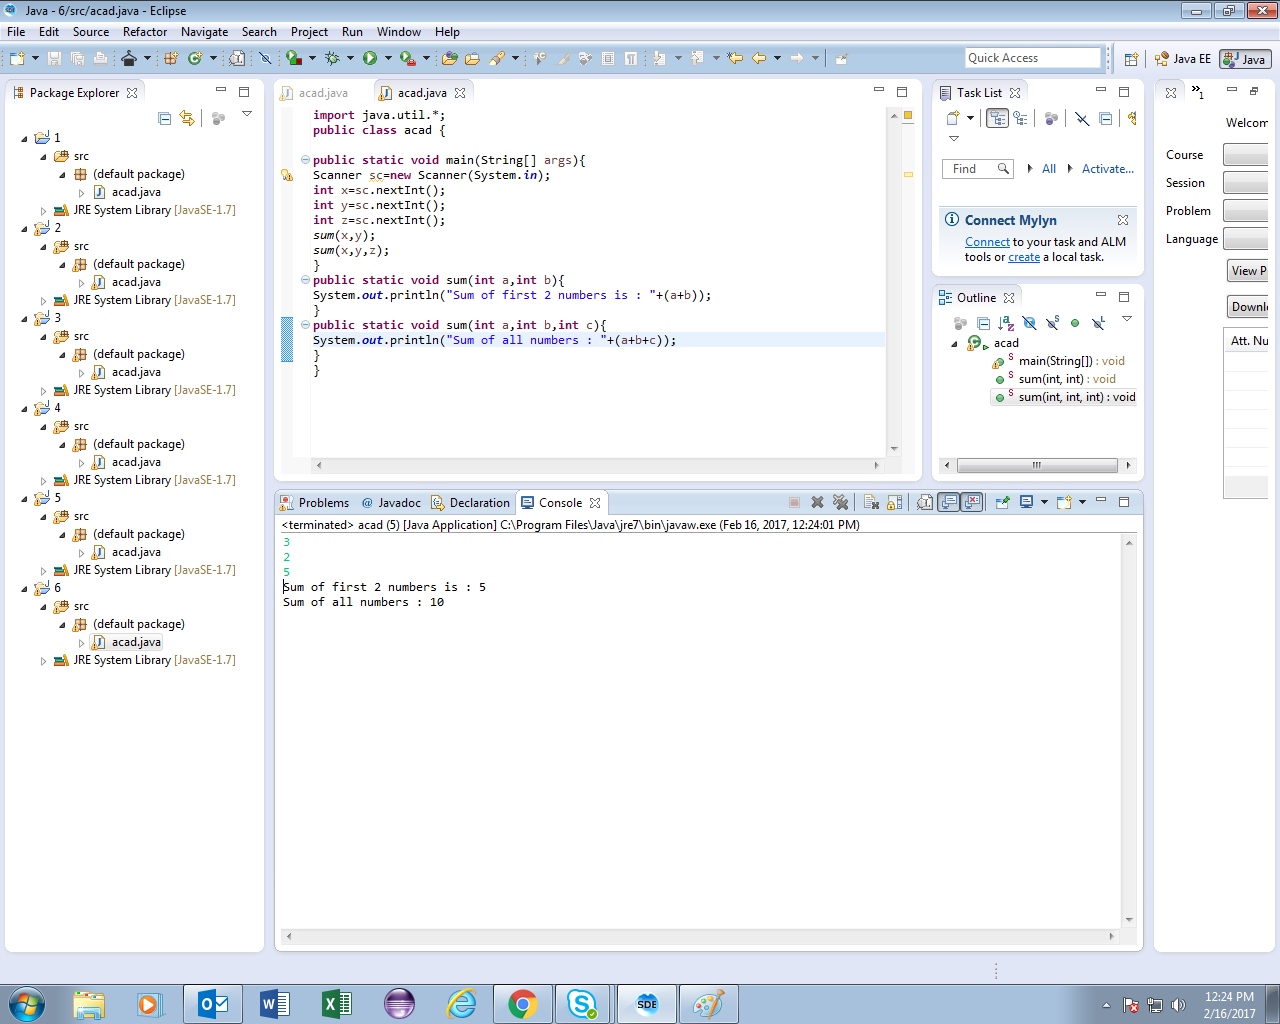 Java - 6/src/acad.java - Eclipse
File Edit Source Refactor Navigate Search Project Run Window Help
Quick Access
Java EE
Java
Package Explorer
1
src
(default package)
acad.java
JRE System Library [JavaSE-1.7]
2
src
(default package)
acad.java
JRE System Library [JavaSE-1.7]
3
src
(default package)
acad.java
JRE System Library [JavaSE-1.7]
4
src
(default package)
acad.java
JRE System Library [JavaSE-1.7]
5
src
(default package)
acad.java
JRE System Library [JavaSE-1.7]
6
src
(default package)
acad.java
JRE System Library [JavaSE-1.7]
acad.java
acad.java
import java.util.*;
public class acad {
public static void main(String[] args){
Scanner sc=new Scanner(System.in);
int x=sc.nextInt();
int y=sc.nextInt();
int z=sc.nextInt();
sum(x,y);
sum(x,y,z);
}
public static void sum(int a,int b){
System.out.println("Sum of first 2 numbers is : "+(a+b));
}
public static void sum(int a,int b,int c){
System.out.println("Sum of all numbers : "+(a+b+c));
}
}
Task List
Find
All
Activate...
Connect Mylyn
Connect to your task and ALM
tools or create a local task.
Outline
acad
main(String[]) : void
sum(int, int) : void
sum(int, int, int) : void
1
Welcom
Course
Session
Problem
Language
View P
Downlo
Att. Nu
Problems
@ Javadoc
Declaration
Console
<terminated> acad (5) [Java Application] C:\Program Files\Java\jre7\bin\javaw.exe (Feb 16, 2017, 12:24:01 PM)
3
2
5
Sum of first 2 numbers is : 5
Sum of all numbers : 10
SDE
12:24 PM
2/16/2017